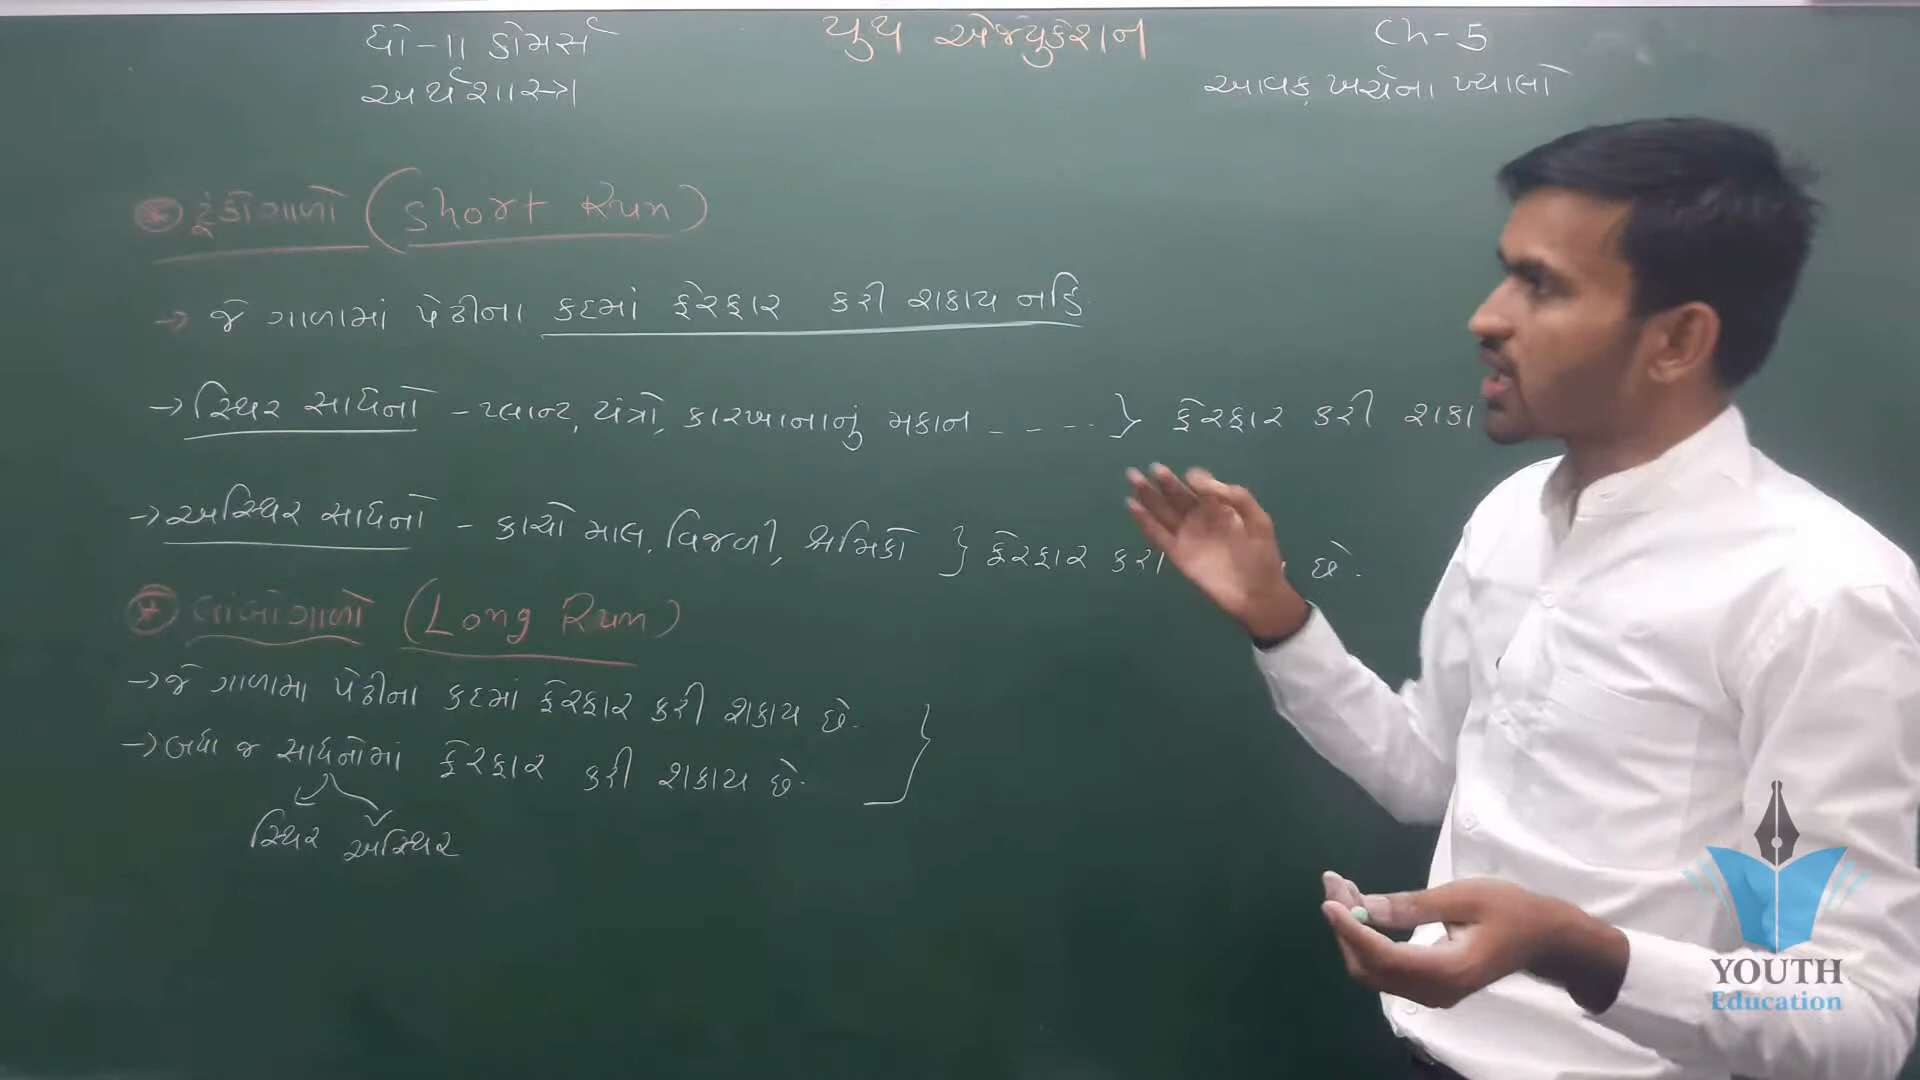 ધો-11 કોમર્સ
અર્થશાસ્ત્ર
યુથ એજ્યુકેશન
Ch-5
આવક ખર્ચના ખ્યાલો
ટૂંકોગાળો (Short Run)
→ જે ગાળામાં પેઢીના કદમાં ફેરફાર કરી શકાય નહિ
→ સ્થિર સાધનો - પ્લાન્ટ, યંત્રો, કારખાનાનું મકાન ---- } ફેરફાર કરી શકા
→ અસ્થિર સાધનો - કાચો માલ, વિજળી, શ્રમિકો } ફેરફાર કરી છે.
લાંબોગાળો (Long Run)
→ જે ગાળામા પેઢીના કદમાં ફેરફાર કરી શકાય છે.
→ બધા જ સાધનોમાં ફેરફાર કરી શકાય છે.
સ્થિર અસ્થિર
YOUTH
Education